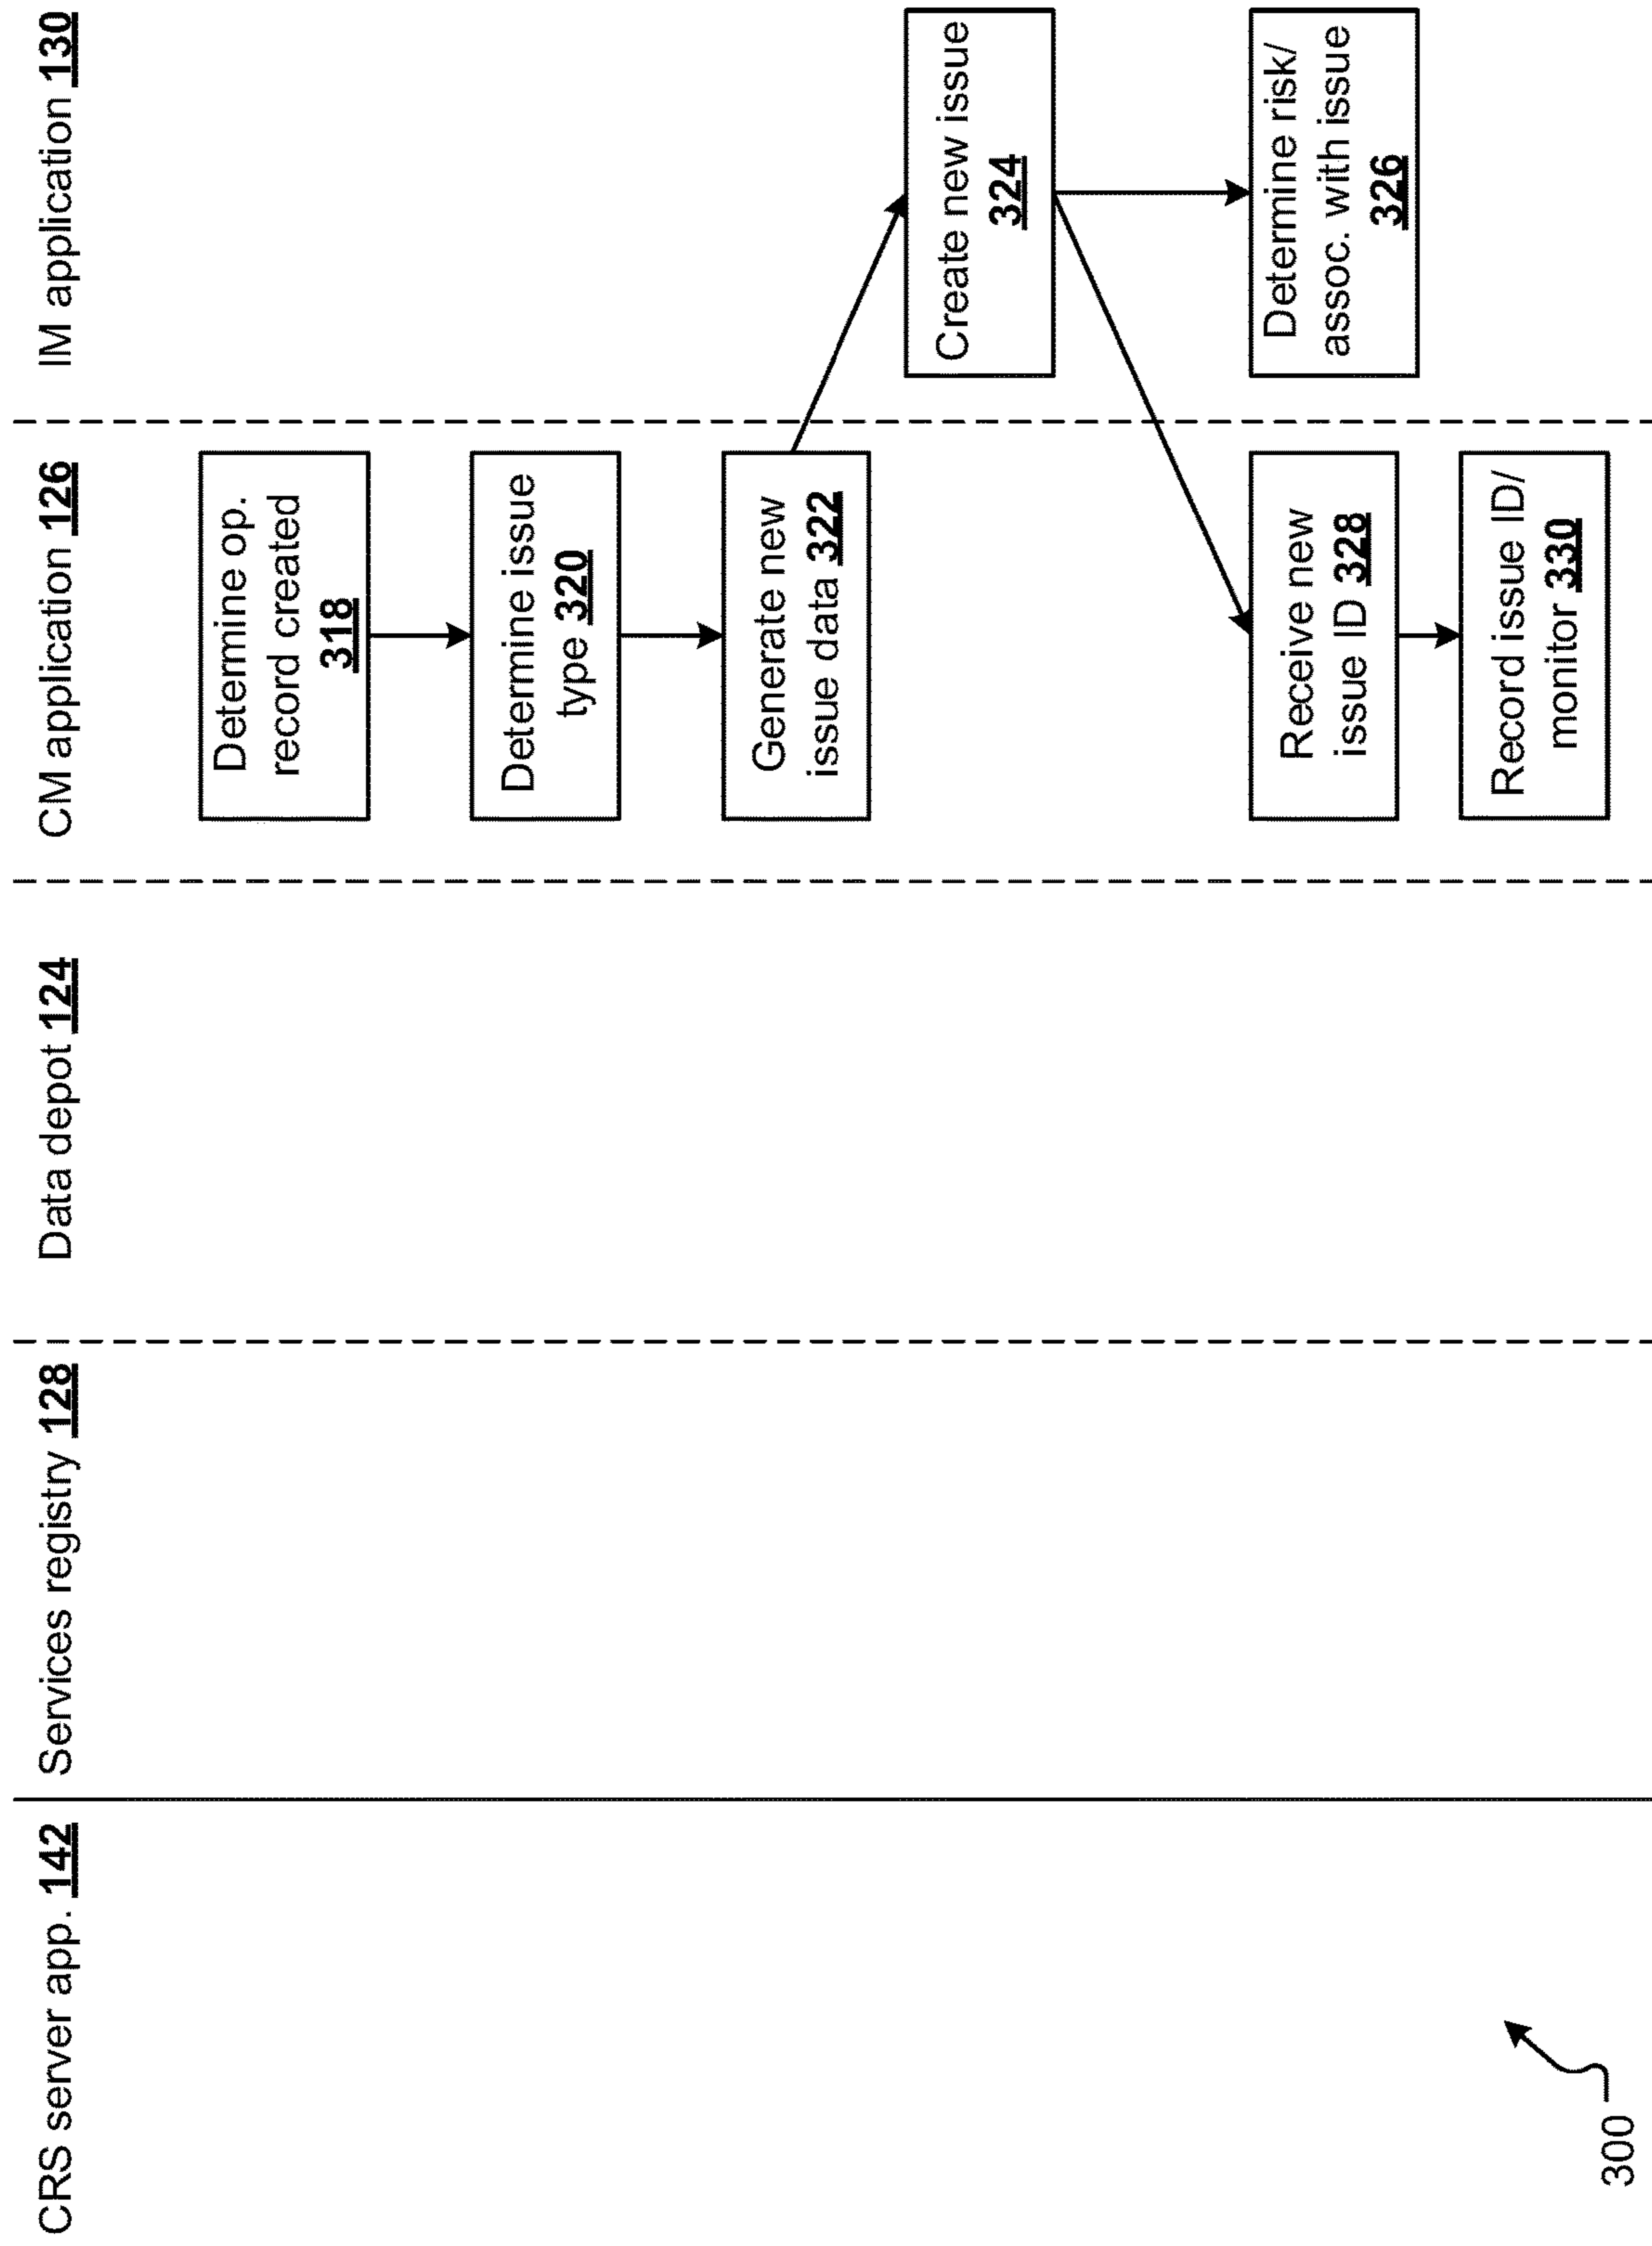 CRS server app. 142
Services registry 128
Data depot 124
CM application 126
IM application 130
Determine op.
record created
318
Determine issue
type 320
Generate new
issue data 322
Create new issue
324
Determine risk/
assoc. with issue
326
Receive new
issue ID 328
Record issue ID/
monitor 330
300